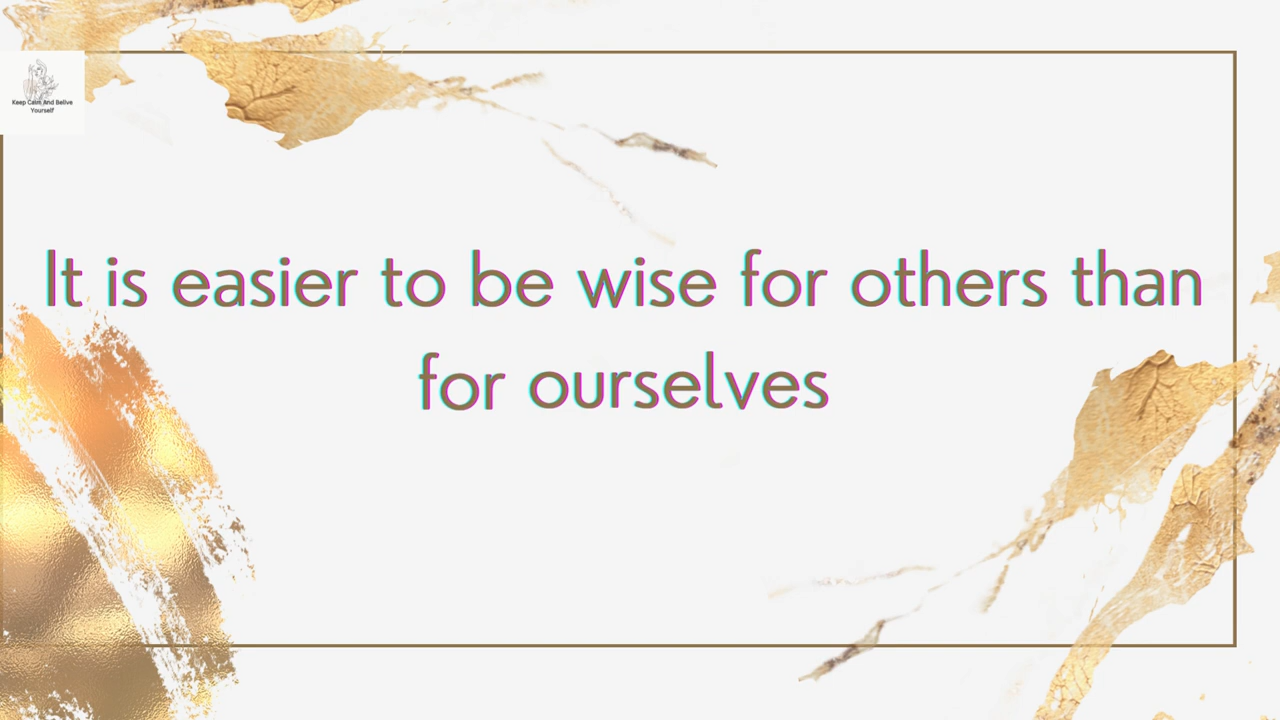 Keep Calm And Belive
Yourself
It is easier to be wise for others than
for ourselves